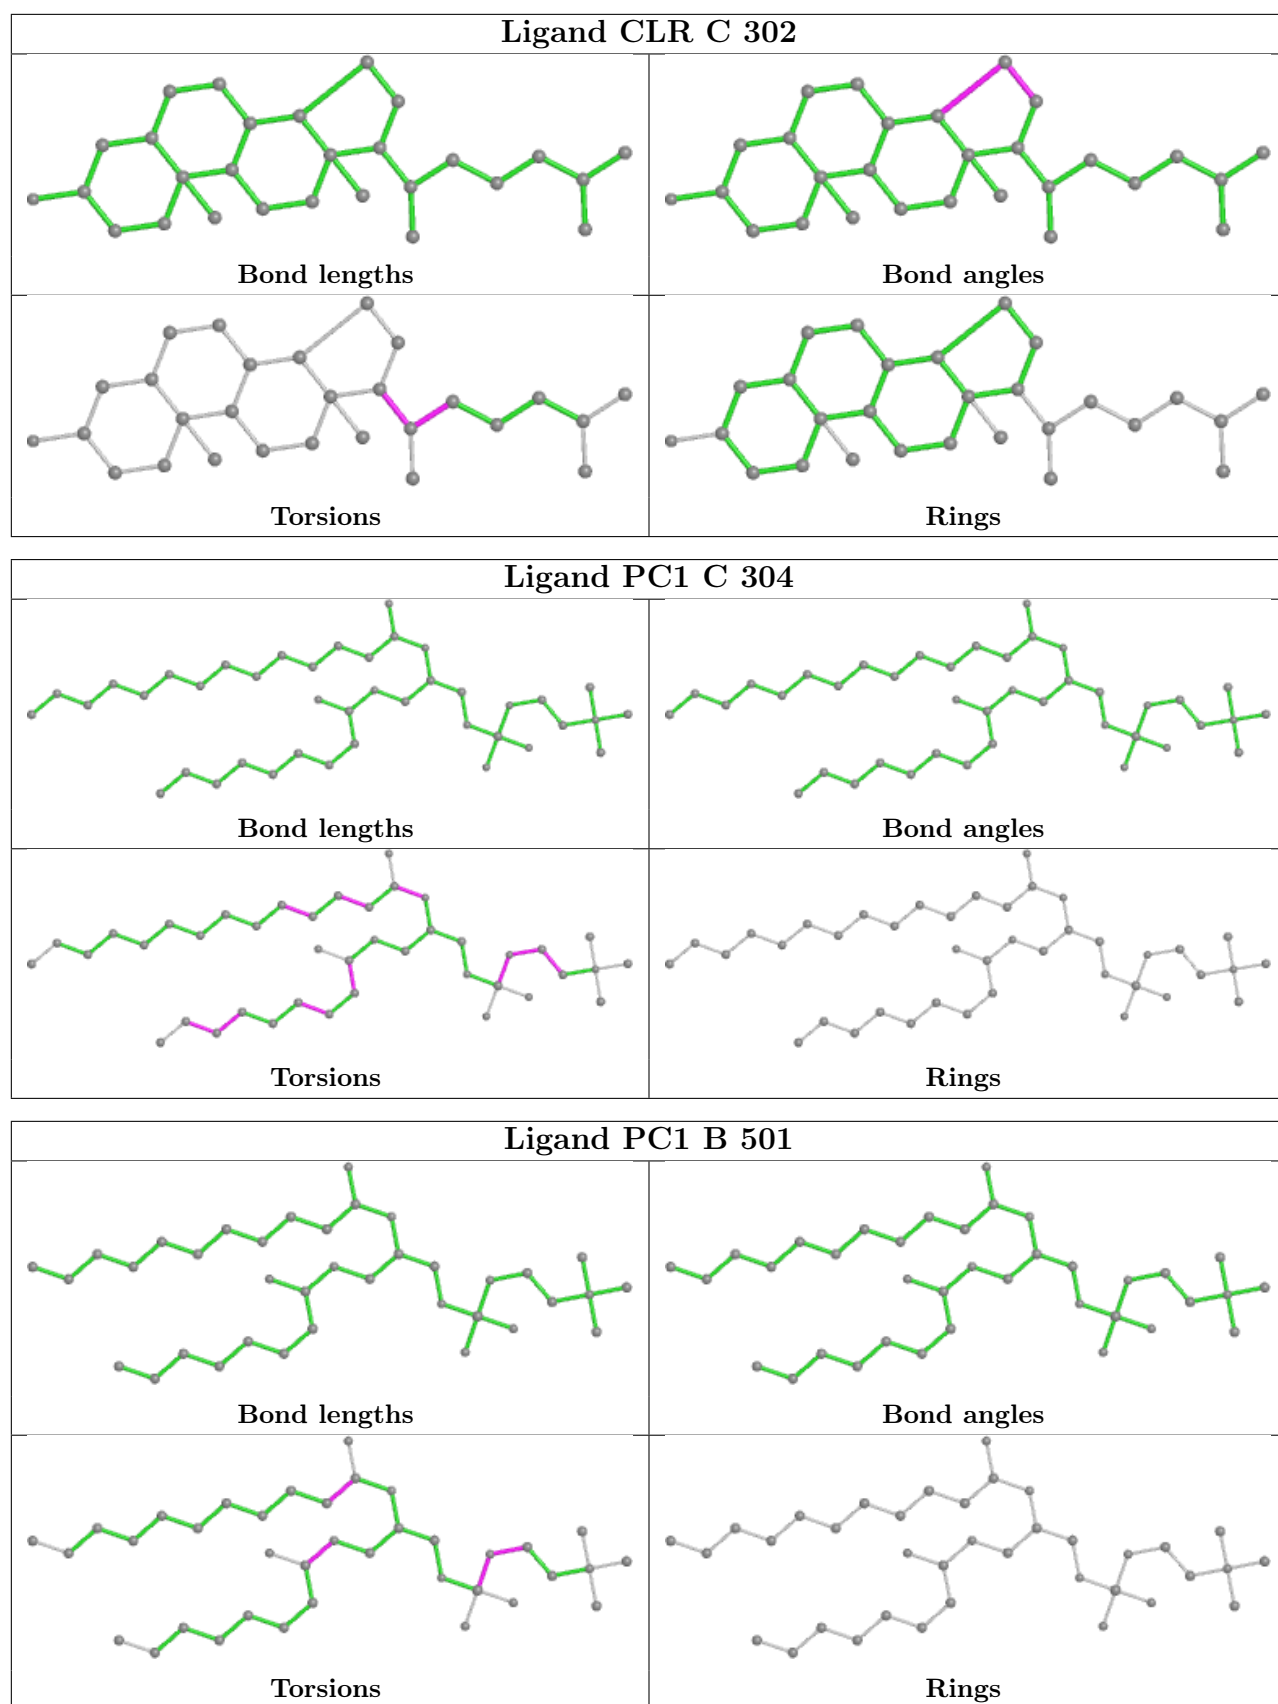 Ligand CLR C 302
Bond lengths
Bond angles
Torsions
Rings
Ligand PC1 C 304
Bond lengths
Bond angles
Torsions
Rings
Ligand PC1 B 501
Bond lengths
Bond angles
Torsions
Rings